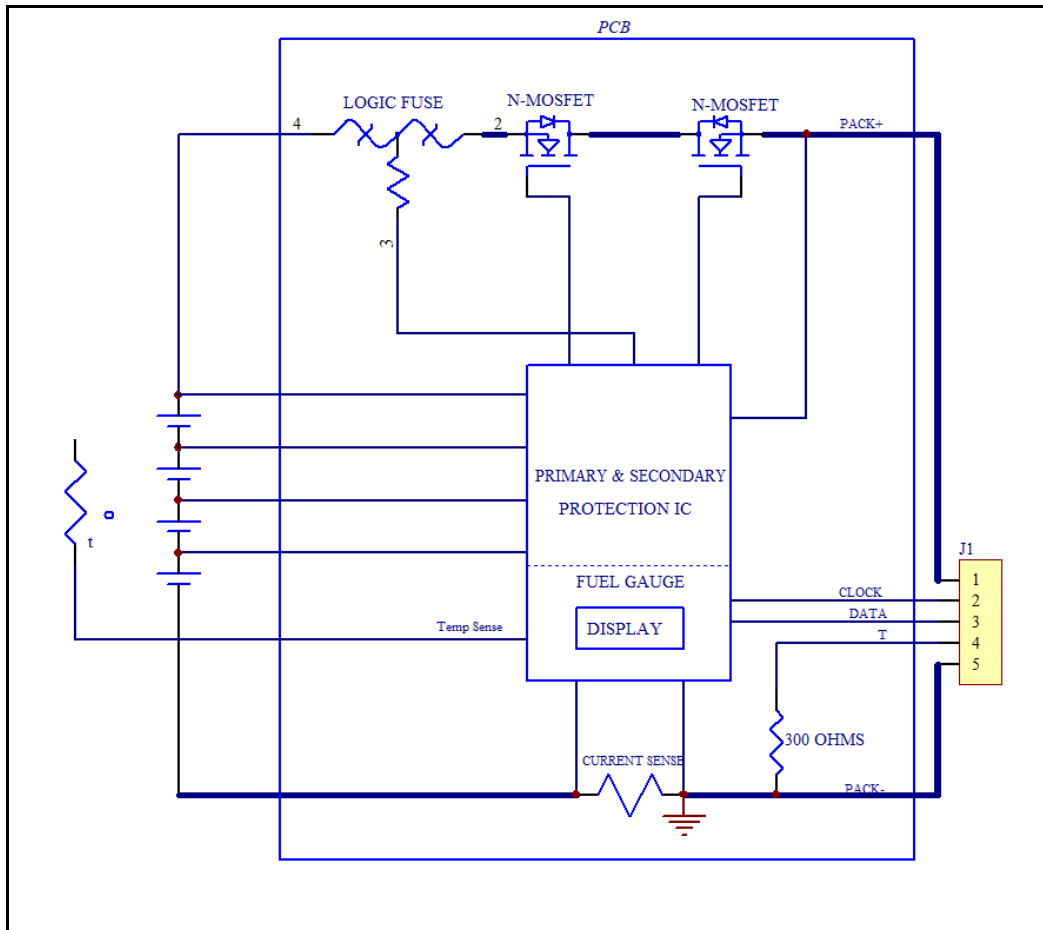 PCB
LOGIC FUSE
N-MOSFET
N-MOSFET
4
2
PACK+
3
PRIMARY & SECONDARY
PROTECTION IC
t
o
J1
FUEL GAUGE
1
CLOCK
2
DATA
3
Temp Sense
DISPLAY
T
4
5
300 OHMS
CURRENT SENSE
PACK-